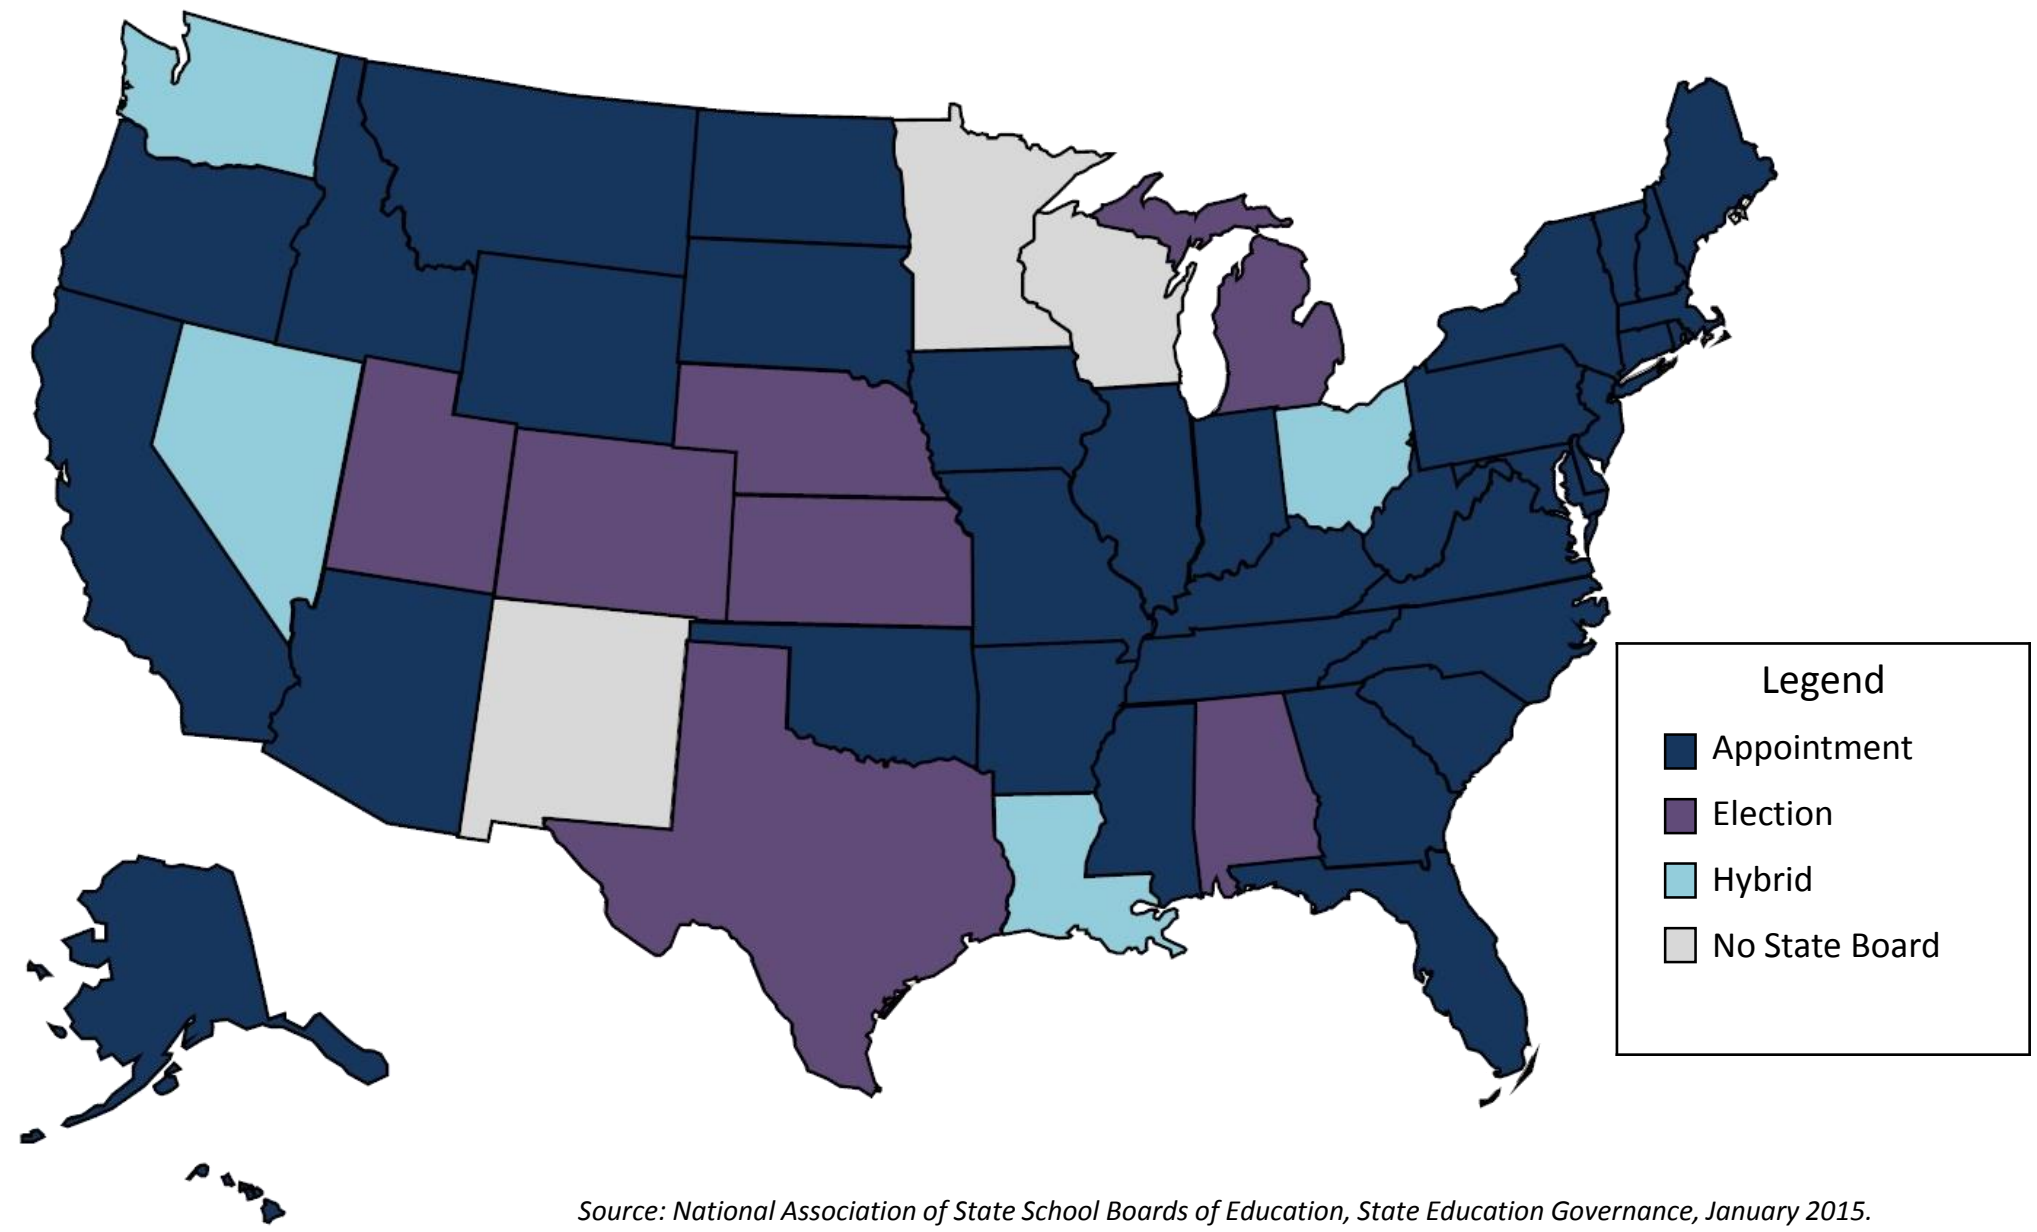 Legend
Appointment
Election
Hybrid
No State Board
Source: National Association of State School Boards of Education, State Education Governance, January 2015.